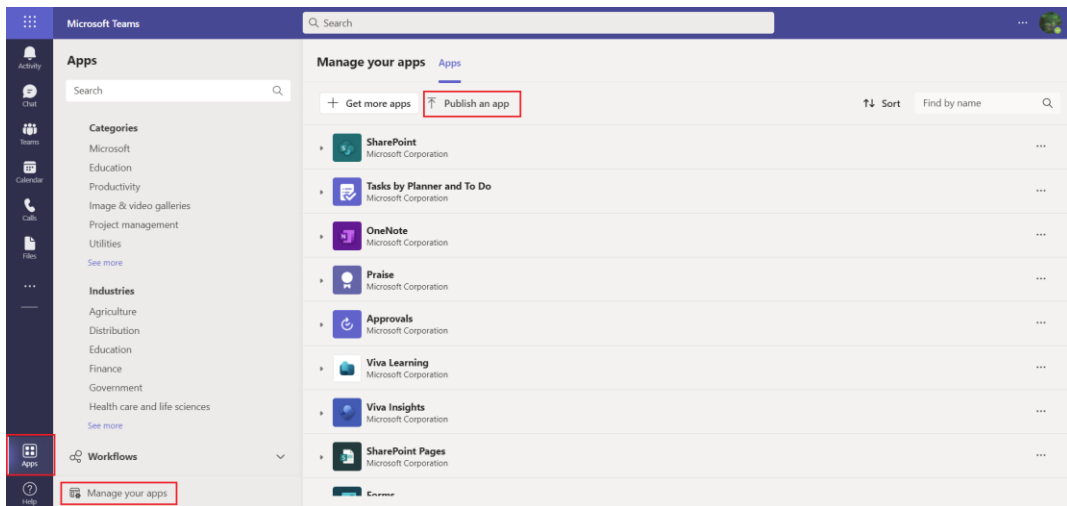 Microsoft Teams
Search
...
Activity
Chat
Teams
Calendar
Calls
Files
...
Apps
Help
Apps
Search
Categories
Microsoft
Education
Productivity
Image & video galleries
Project management
Utilities
See more
Industries
Agriculture
Distribution
Education
Finance
Government
Health care and life sciences
See more
Workflows
Manage your apps
Manage your apps Apps
+ Get more apps Publish an app Sort Find by name
SharePoint
Microsoft Corporation
Tasks by Planner and To Do
Microsoft Corporation
OneNote
Microsoft Corporation
Praise
Microsoft Corporation
Approvals
Microsoft Corporation
Viva Learning
Microsoft Corporation
Viva Insights
Microsoft Corporation
SharePoint Pages
Microsoft Corporation
Forms